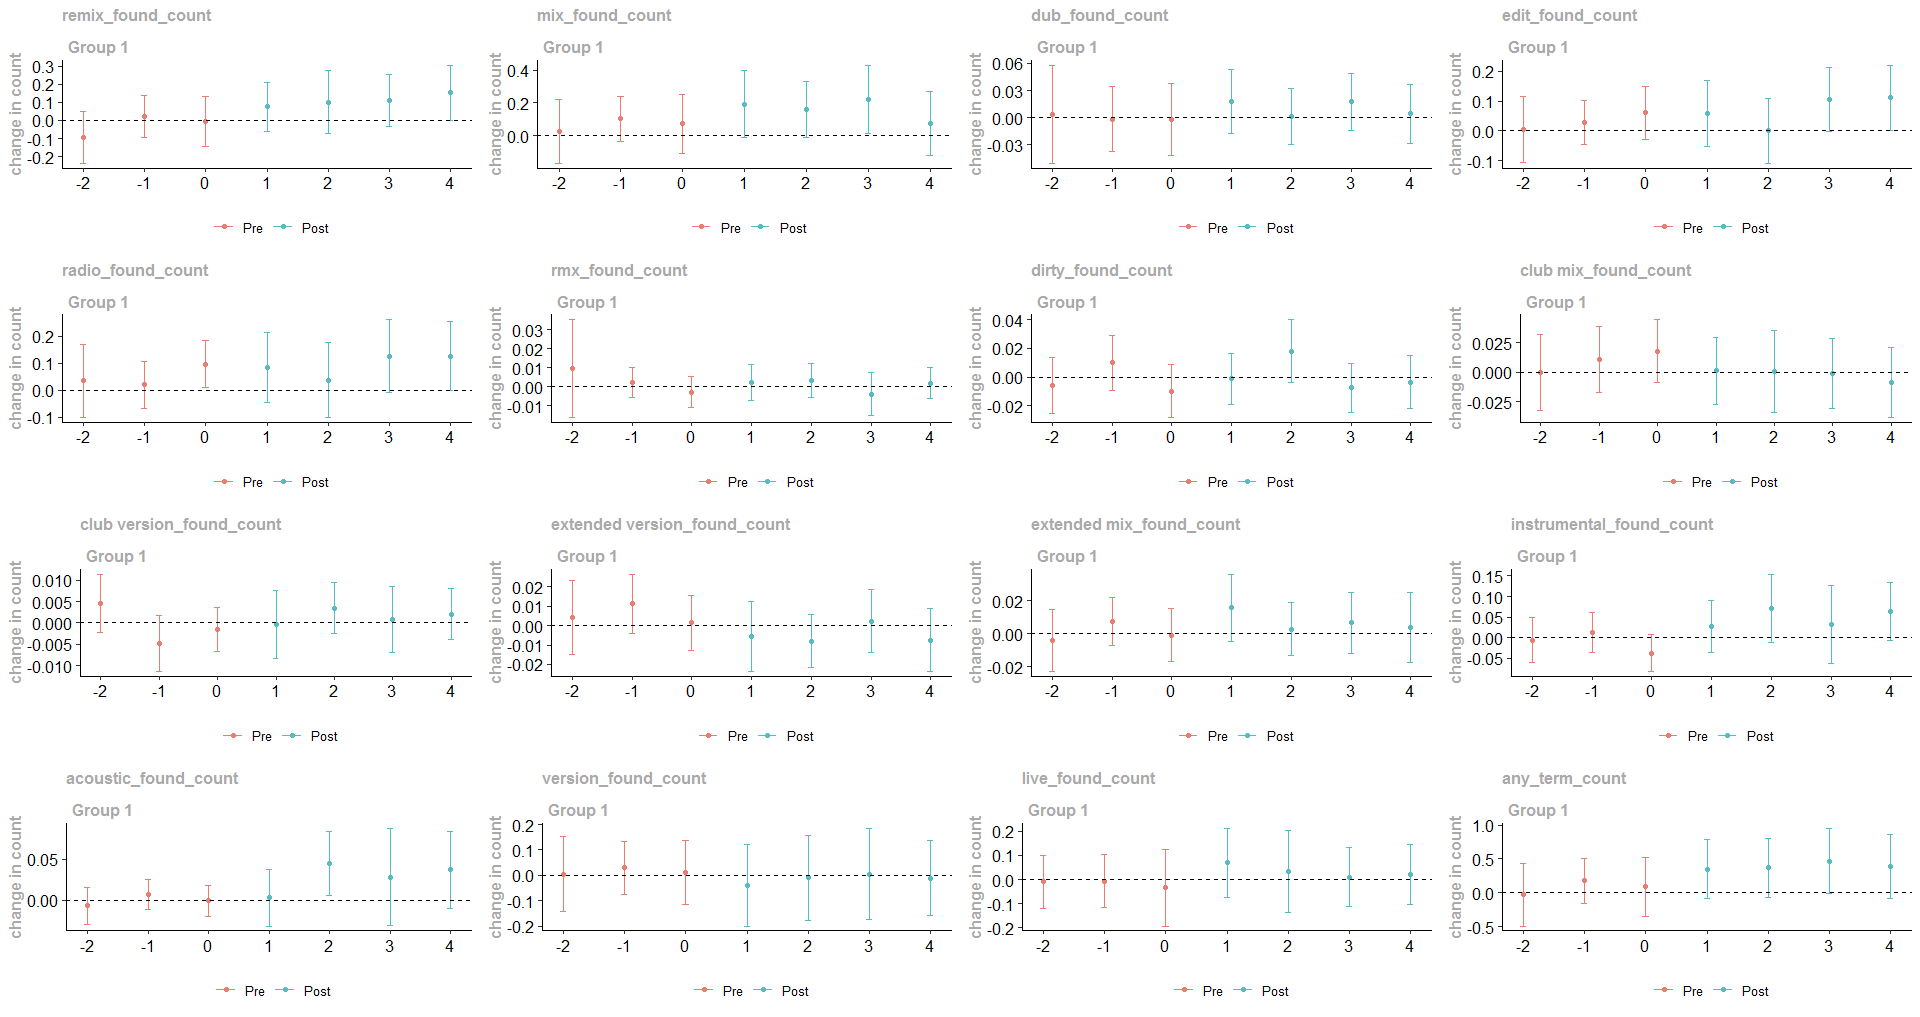 remix_found_count
Group 1
change in count
0.3
0.2
0.1
0.0
-0.1
-0.2
-2 -1 0 1 2 3 4
Pre Post
mix_found_count
Group 1
0.4
0.2
0.0
-2 -1 0 1 2 3 4
Pre Post
dub_found_count
Group 1
change in count
0.06
0.03
0.00
-0.03
-2 -1 0 1 2 3 4
Pre Post
edit_found_count
Group 1
change in count
0.2
0.1
0.0
-0.1
-2 -1 0 1 2 3 4
Pre Post
radio_found_count
Group 1
change in count
0.2
0.1
0.0
-0.1
-2 -1 0 1 2 3 4
Pre Post
rmx_found_count
Group 1
change in count
0.03
0.02
0.01
0.00
-0.01
-2 -1 0 1 2 3 4
Pre Post
dirty_found_count
Group 1
change in count
0.04
0.02
0.00
-0.02
-2 -1 0 1 2 3 4
Pre Post
club mix_found_count
Group 1
change in count
0.025
0.000
-0.025
-2 -1 0 1 2 3 4
Pre Post
club version_found_count
Group 1
change in count
0.010
0.005
0.000
-0.005
-0.010
-2 -1 0 1 2 3 4
Pre Post
extended version_found_count
Group 1
change in count
0.02
0.01
0.00
-0.01
-0.02
-2 -1 0 1 2 3 4
Pre Post
extended mix_found_count
Group 1
change in count
0.02
0.00
-0.02
-2 -1 0 1 2 3 4
Pre Post
instrumental_found_count
Group 1
change in count
0.15
0.10
0.05
0.00
-0.05
-2 -1 0 1 2 3 4
Pre Post
acoustic_found_count
Group 1
change in count
0.05
0.00
-2 -1 0 1 2 3 4
Pre Post
version_found_count
Group 1
change in count
0.2
0.1
0.0
-0.1
-0.2
-2 -1 0 1 2 3 4
Pre Post
live_found_count
Group 1
change in count
0.2
0.1
0.0
-0.1
-0.2
-2 -1 0 1 2 3 4
Pre Post
any_term_count
Group 1
change in count
1.0
0.5
0.0
-0.5
-2 -1 0 1 2 3 4
Pre Post